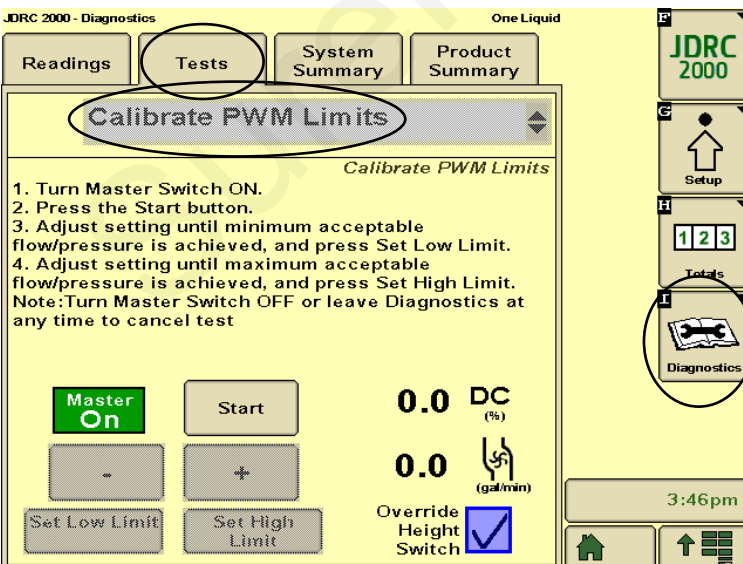 JDRC 2000 - Diagnostics
One Liquid
Readings
Tests
System
Summary
Product
Summary
Calibrate PWM Limits
Calibrate PWM Limits
1. Turn Master Switch ON.
2. Press the Start button.
3. Adjust setting until minimum acceptable
flow/pressure is achieved, and press Set Low Limit.
4. Adjust setting until maximum acceptable
flow/pressure is achieved, and press Set High Limit.
Note:Turn Master Switch OFF or leave Diagnostics at
any time to cancel test
Master
On
Start
0.0 DC
(%)
-
+
0.0
(gal/min)
Set Low Limit
Set High
Limit
Override
Height
Switch
F
JDRC
2000
G
Setup
H
1 2 3
Totals
I
Diagnostics
3:46pm